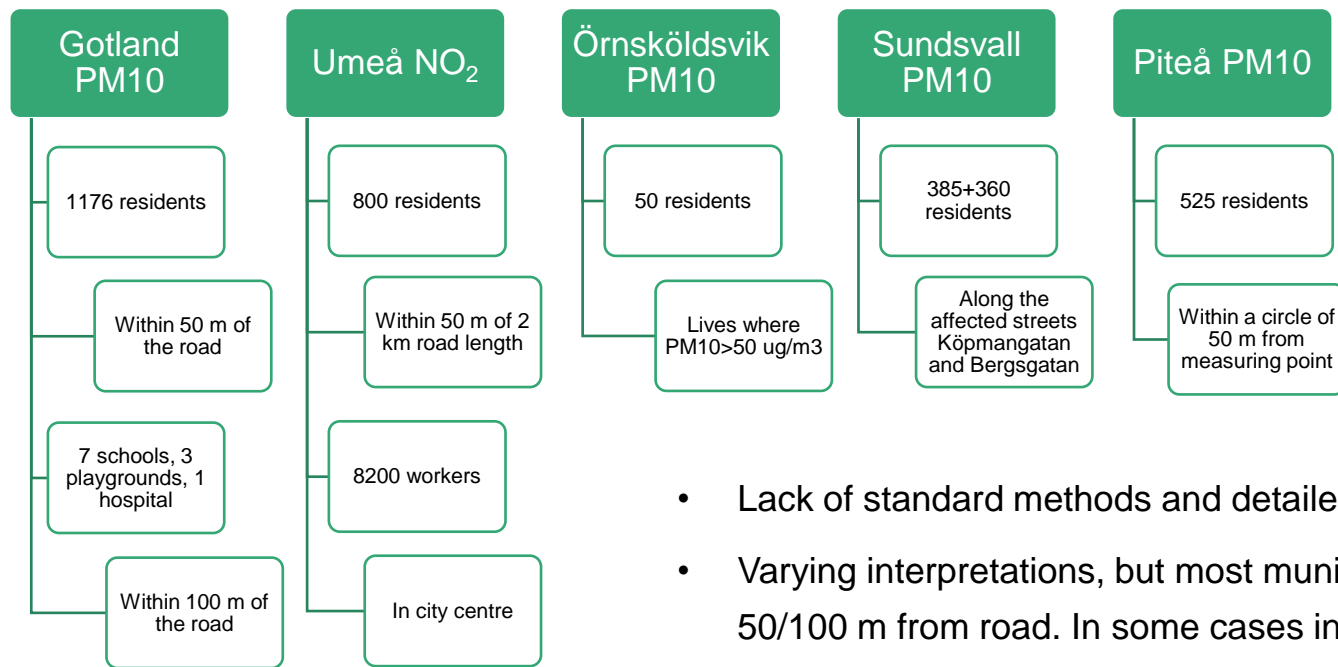 Gotland
PM10
1176 residents
Within 50 m of
the road
7 schools, 3
playgrounds, 1
hospital
Within 100 m of
the road
Umeå NO₂
800 residents
Within 50 m of 2
km road length
8200 workers
In city centre
Örnsköldsvik
PM10
50 residents
Lives where
PM10>50 ug/m3
Sundsvall
PM10
385+360
residents
Along the
affected streets
Köpmangatan
and Bergsgatan
Piteå PM10
525 residents
Within a circle of
50 m from
measuring point
• Lack of standard methods and
• Varying interpretations, but most
50/100 m from road. In some cases